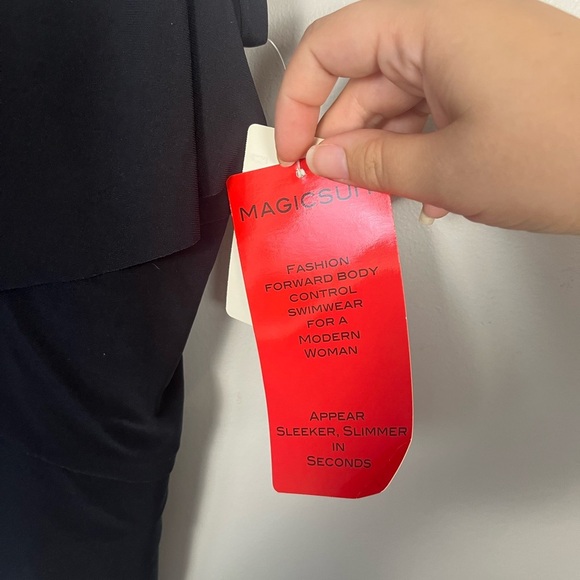 MAGICSUI
FASHION
FORWARD BODY
CONTROL
SWIMWEAR
FOR A
MODERN
WOMAN
APPEAR
SLEEKER, SLIMMER
IN
SECONDS